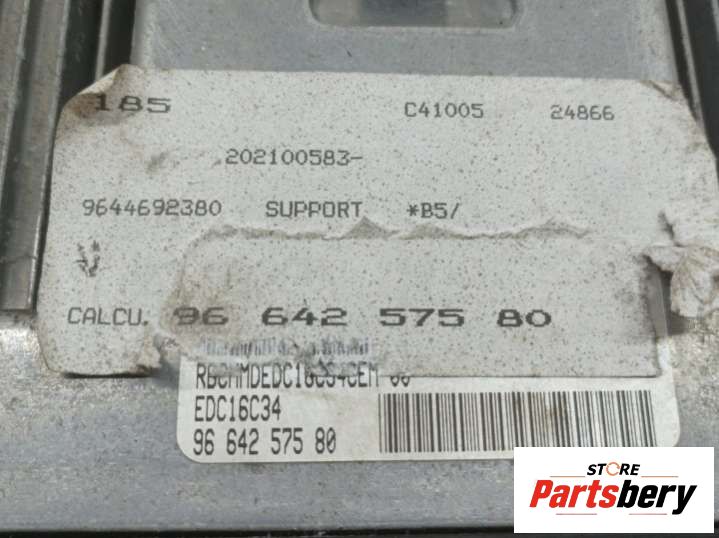 185 C41005 24866
202100583-
9644692380 SUPPORT *B5/
CALCU. 96 642 575 80
EDC16C34
96 642 575 80
STORE
Partsbery